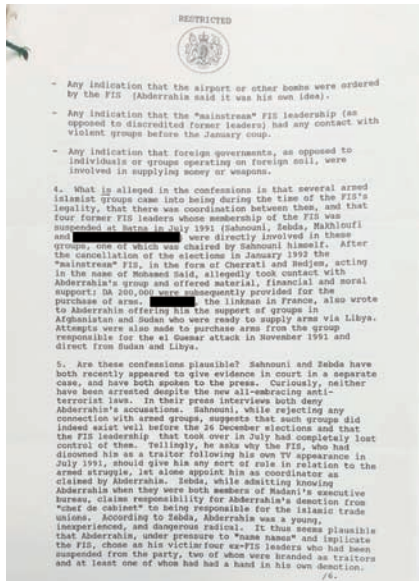 RESTRICTED
- Any indication that the airport or other bombs were ordered
by the FIS (Abderrahim said it was his own idea).
- Any indication that the "mainstream" FIS leadership (as
opposed to discredited former leaders) had any contact with
violent groups before the January coup.
- Any indication that foreign governments, as opposed to
individuals or groups operating on foreign soil, were
involved in supplying money or weapons.
4. What is alleged in the confessions is that several armed
islamist groups came into being during the time of the FIS's
legality, that there was coordination between them, and that
four former FIS leaders whose membership of the FIS was
suspended at Batna in July 1991 (Sahnouni, Zebda, Makhloufi
and were directly involved in these
groups, one of which was chaired by Sahnouni himself. After
the cancellation of the elections in January 1992 the
"mainstream" FIS, in the form of Cherrati and Hedjem, acting
in the name of Mohamed Said, allegedly took contact with
Abderrahim's group and offered material, financial and moral
support: DA 200,000 were subsequently provided for the
purchase of arms. , the linkman in France, also wrote
to Abderrahim offering him the support of groups in
Afghanistan and Sudan who were ready to supply arms via Libya.
Attempts were also made to purchase arms from the group
responsible for the el Guemar attack in November 1991 and
direct from Sudan and Libya.
5. Are these confessions plausible? Sahnouni and Zebda have
both recently appeared to give evidence in court in a separate
case, and have both spoken to the press. Curiously, neither
have been arrested despite the new all-embracing anti-
terrorist laws. In their press interviews both deny
Abderrahim's accusations. Sahnouni, while rejecting any
connection with armed groups, suggests that such groups did
indeed exist well before the 26 December elections and that
the FIS leadership that took over in July had completely lost
control of them. Tellingly, he asks why the FIS, who had
disowned him as a traitor following his own TV appearance in
July 1991, should give him any sort of role in relation to the
armed struggle, let alone appoint him as coordinator as
claimed by Abderrahim. Zebda, while admitting knowing
Abderrahim when they were both members of Madani's executive
bureau, claims responsibility for Abderrahim's demotion from
"chef de cabinet" to being responsible for the islamic trade
unions. According to Zebda, Abderrahim was a young,
inexperienced, and dangerous radical. It thus seems plausible
that Abderrahim, under pressure to "name names" and implicate
the FIS, chose as his victims four ex-FIS leaders who had been
suspended from the party, two of whom were branded as traitors
and at least one of whom had had a hand in his own demotion.
/6.